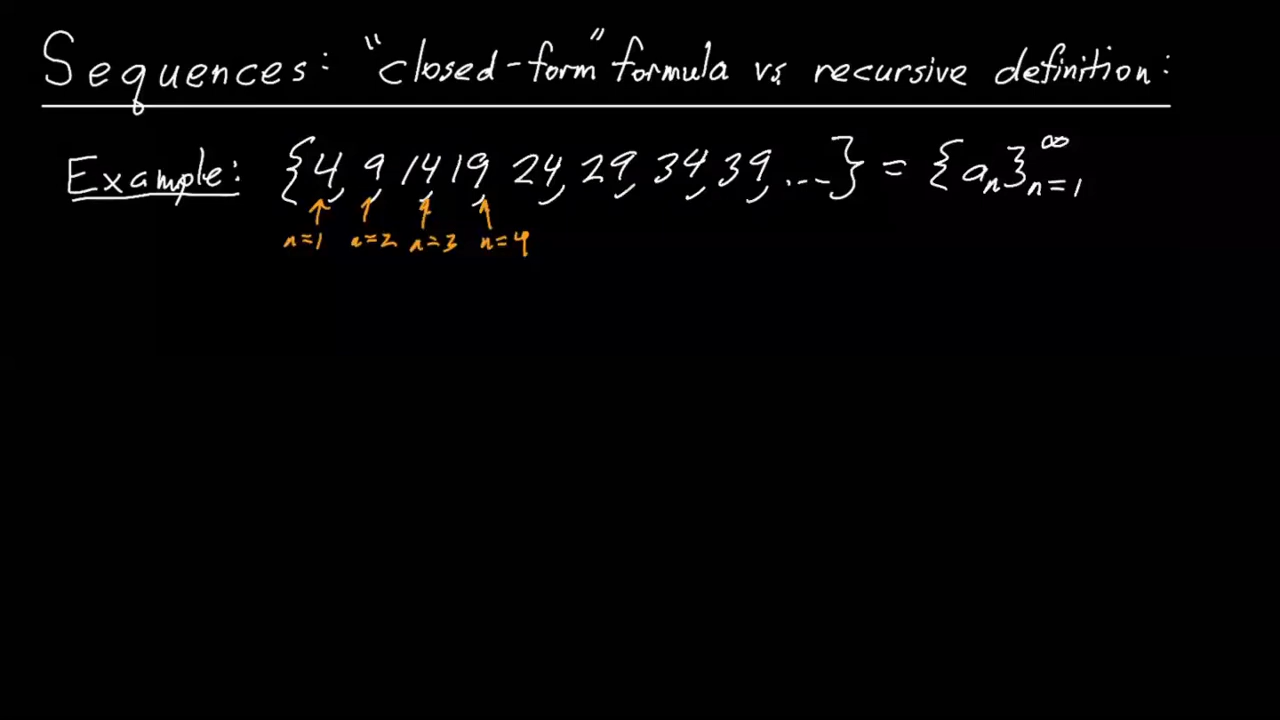 Sequences: "closed-form" formula vs recursive definition:
Example: {4, 9, 14, 19, 24, 29, 34, 39, ...} = {aₙ}ₙ₌₁^∞
n=1 n=2 n=3 n=4